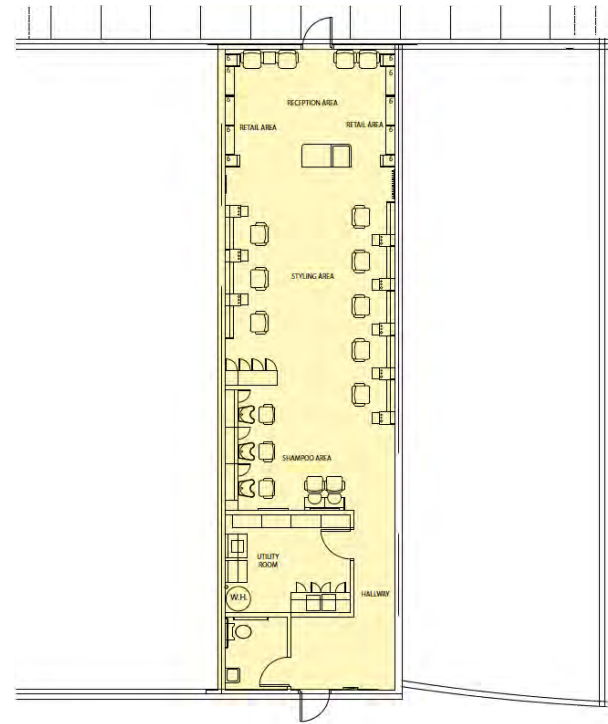 RECEPTION AREA
RETAIL AREA
RETAIL AREA
STYLING AREA
SHAMPOO AREA
UTILITY
ROOM
W.H.
HALLWAY